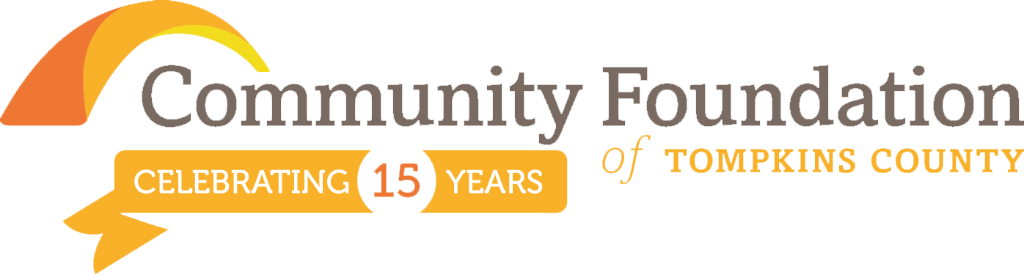 Community Foundation
of TOMPKINS COUNTY
CELEBRATING 15 YEARS